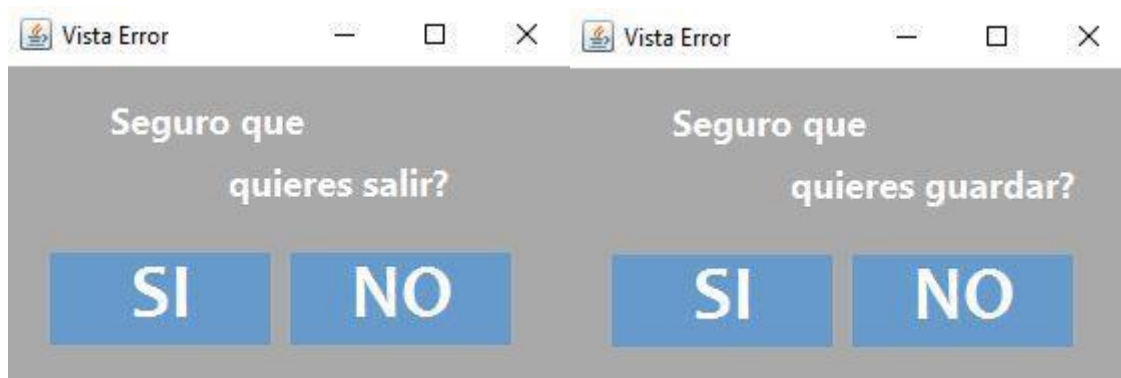 Vista Error
Seguro que
quieres salir?
SI
NO
Vista Error
Seguro que
quieres guardar?
SI
NO